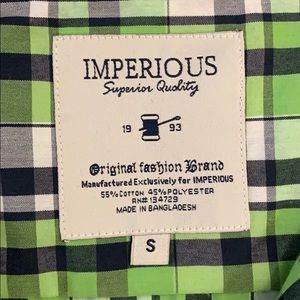 IMPERIOUS
Superior Quality
19 93
Original fashion Brand
Manufactured Exclusively for IMPERIOUS
55% Cotton 45% POLYESTER
RN# 134729
MADE IN BANGLADESH
S